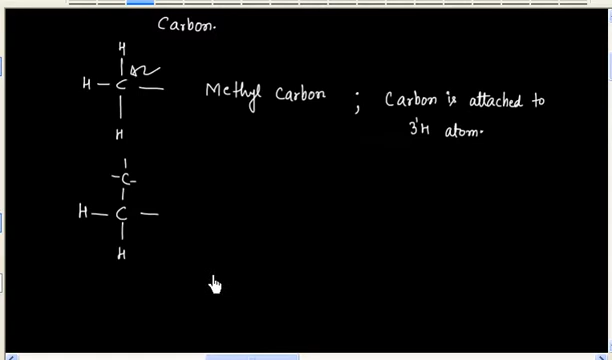 Carbon.
H
H - C -
H
Methyl Carbon ; Carbon is attached to
3'H atom.
- C -
H - C -
H